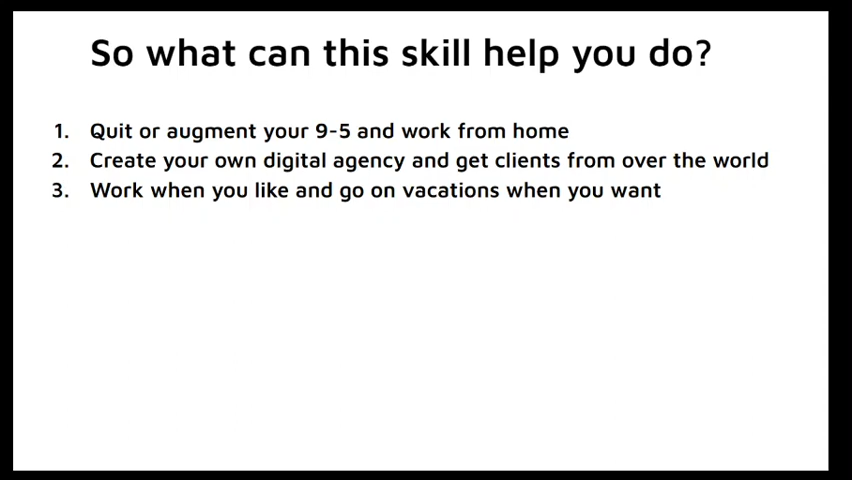 So what can this skill help you do?
1. Quit or augment your 9-5 and work from home
2. Create your own digital agency and get clients from over the world
3. Work when you like and go on vacations when you want